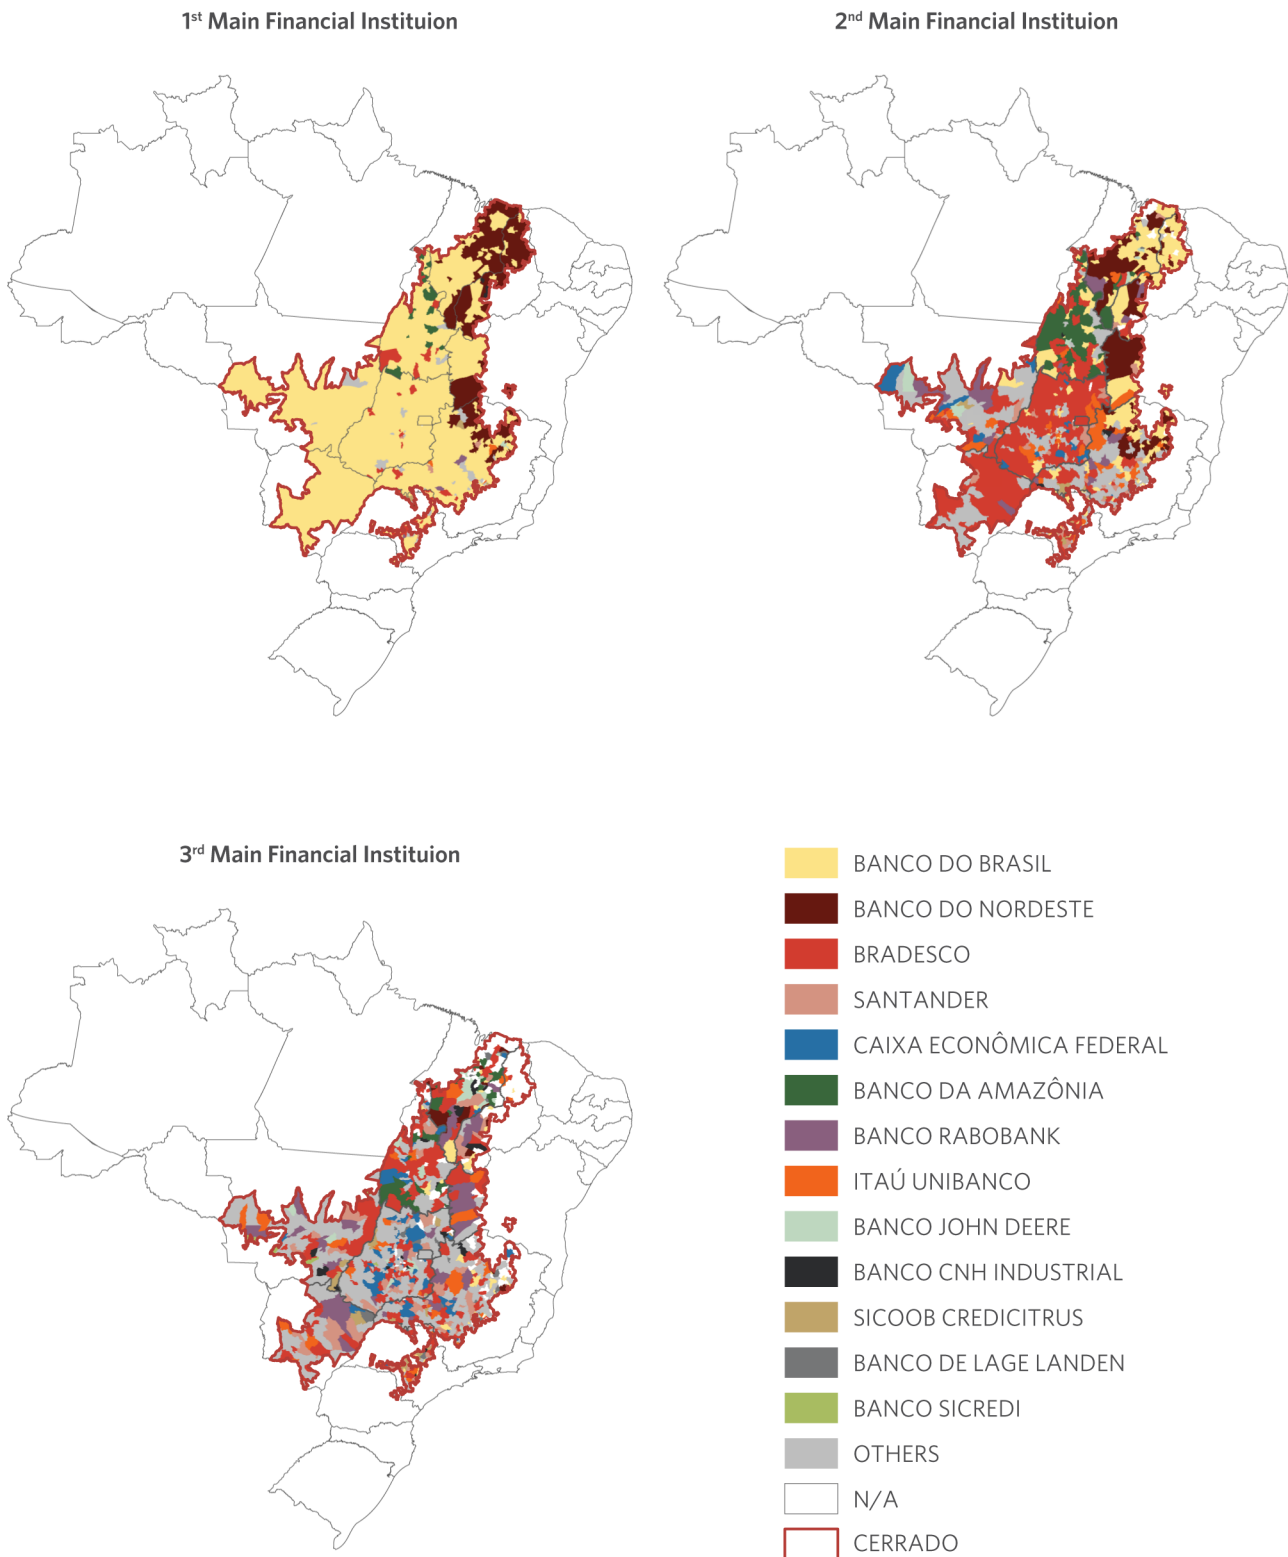 1st Main Financial Instituion
2nd Main Financial Instituion
3rd Main Financial Instituion
BANCO DO BRASIL
BANCO DO NORDESTE
BRADESCO
SANTANDER
CAIXA ECONÔMICA FEDERAL
BANCO DA AMAZÔNIA
BANCO RABOBANK
ITAÚ UNIBANCO
BANCO JOHN DEERE
BANCO CNH INDUSTRIAL
SICOOB CREDICITRUS
BANCO DE LAGE LANDEN
BANCO SICREDI
OTHERS
N/A
CERRADO